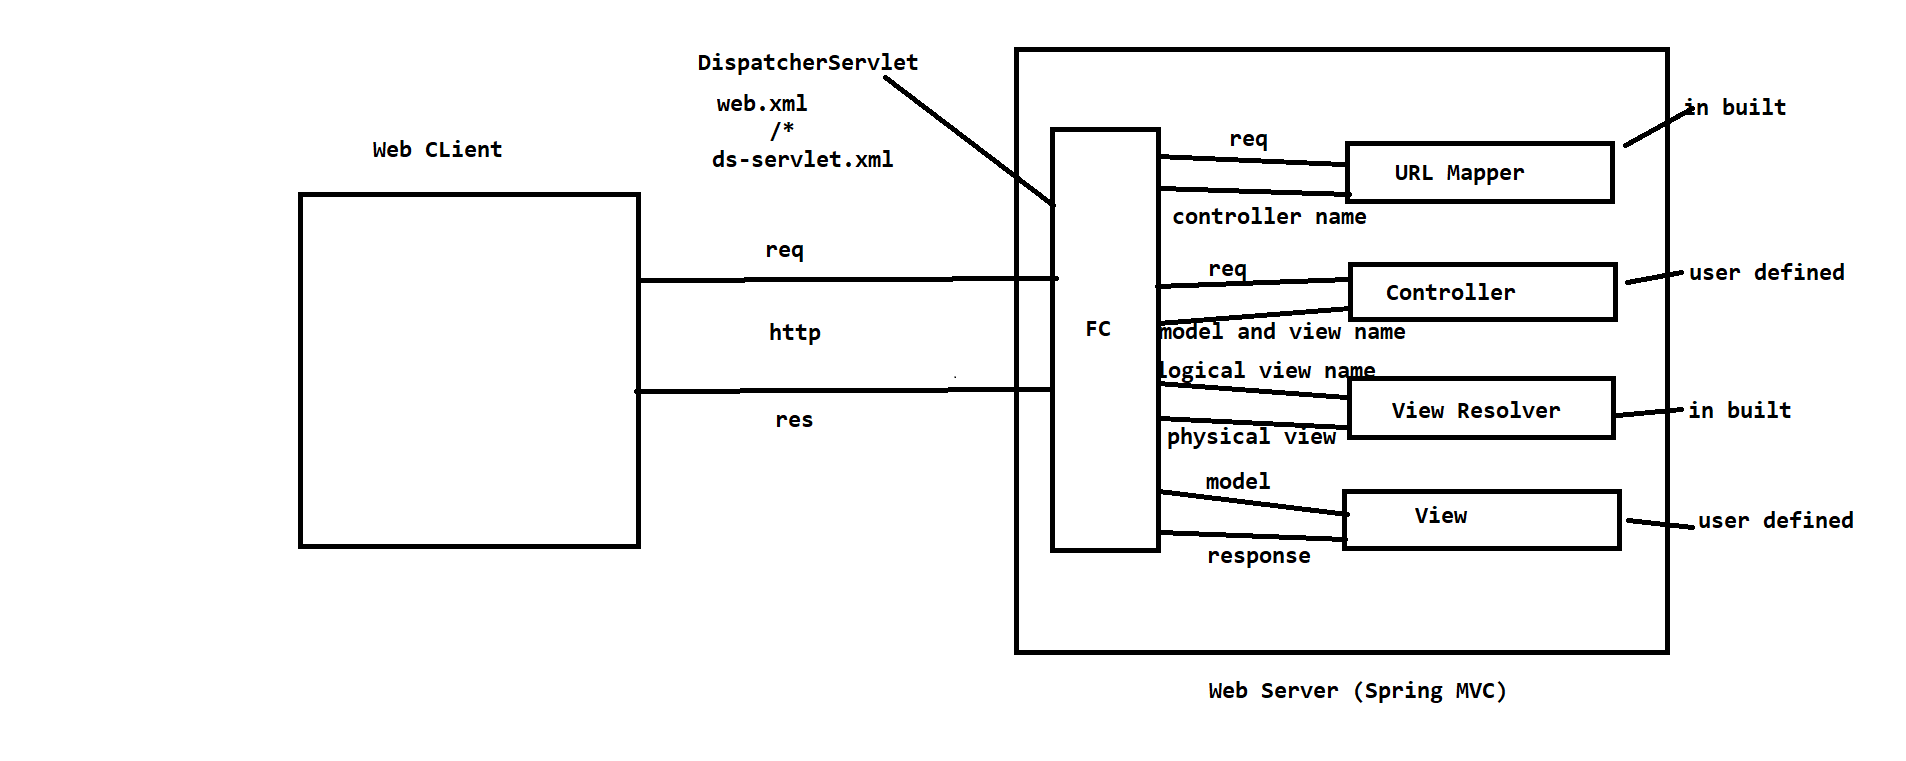 DispatcherServlet
web.xml
/*
ds-servlet.xml
Web CLient
req
http
res
FC
req
URL Mapper
in built
controller name
req
Controller
user defined
model and view name
logical view name
View Resolver
in built
physical view
model
View
user defined
response
Web Server (Spring MVC)